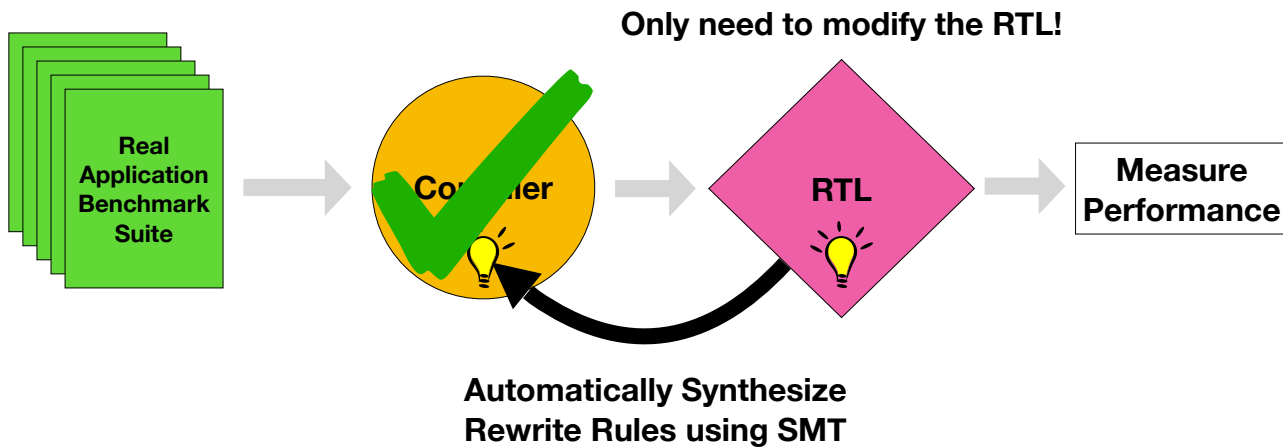 Only need to modify the RTL!
Real
Application
Benchmark
Suite
RTL
Measure
Performance
Automatically Synthesize
Rewrite Rules using SMT